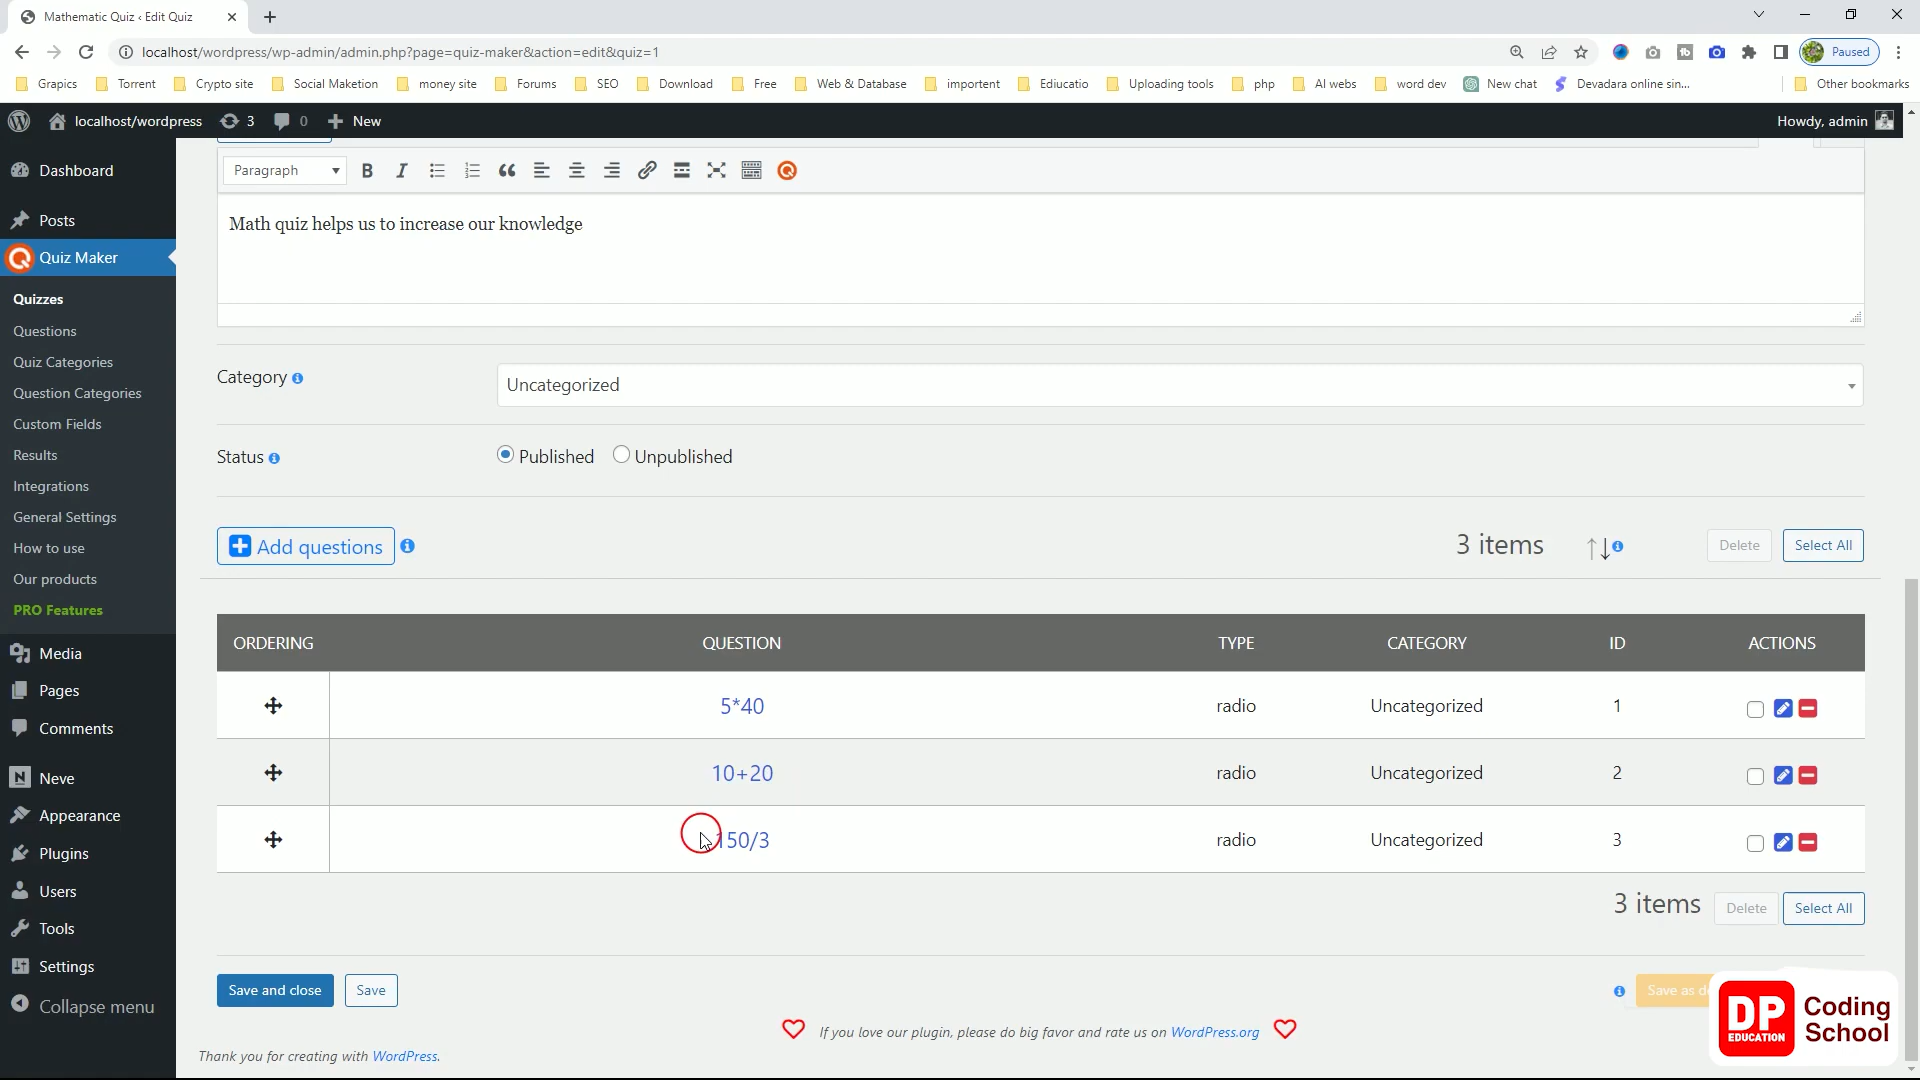 Mathematic Quiz ‹ Edit Quiz
localhost/wordpress/wp-admin/admin.php?page=quiz-maker&action=edit&quiz=1
Paused
Grapics
Torrent
Crypto site
Social Maketion
money site
Forums
SEO
Download
Free
Web & Database
importent
Educatio
Uploading tools
php
AI webs
word dev
New chat
Devadara online sin...
Other bookmarks
localhost/wordpress
3
0
New
Howdy, admin
Dashboard
Posts
Quiz Maker
Quizzes
Questions
Quiz Categories
Question Categories
Custom Fields
Results
Integrations
General Settings
How to use
Our products
PRO Features
Media
Pages
Comments
Neve
Appearance
Plugins
Users
Tools
Settings
Collapse menu
Paragraph
Math quiz helps us to increase our knowledge
Category
Uncategorized
Status
Published
Unpublished
Add questions
3 items
Delete
Select All
ORDERING QUESTION TYPE CATEGORY ID ACTIONS
5*40 radio Uncategorized 1
10+20 radio Uncategorized 2
150/3 radio Uncategorized 3
3 items
Delete
Select All
Save and close
Save
Save as
If you love our plugin, please do big favor and rate us on WordPress.org
Thank you for creating with WordPress.
DP
EDUCATION
Coding
School